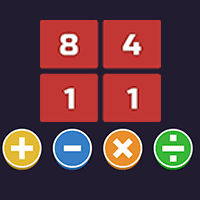 8 4
1 1
+ − × ÷